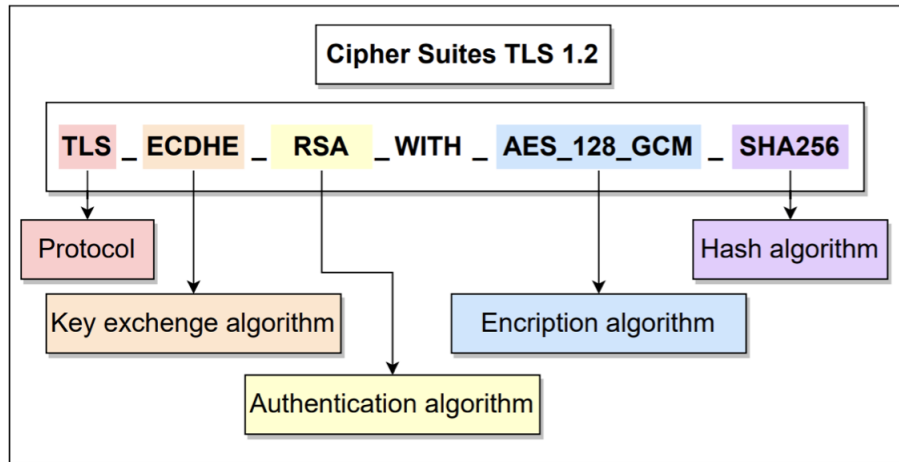 Cipher Suites TLS 1.2
TLS _ ECDHE _ RSA _WITH _ AES_128_GCM _ SHA256
Protocol
Hash algorithm
Key exchenge algorithm
Encription algorithm
Authentication algorithm